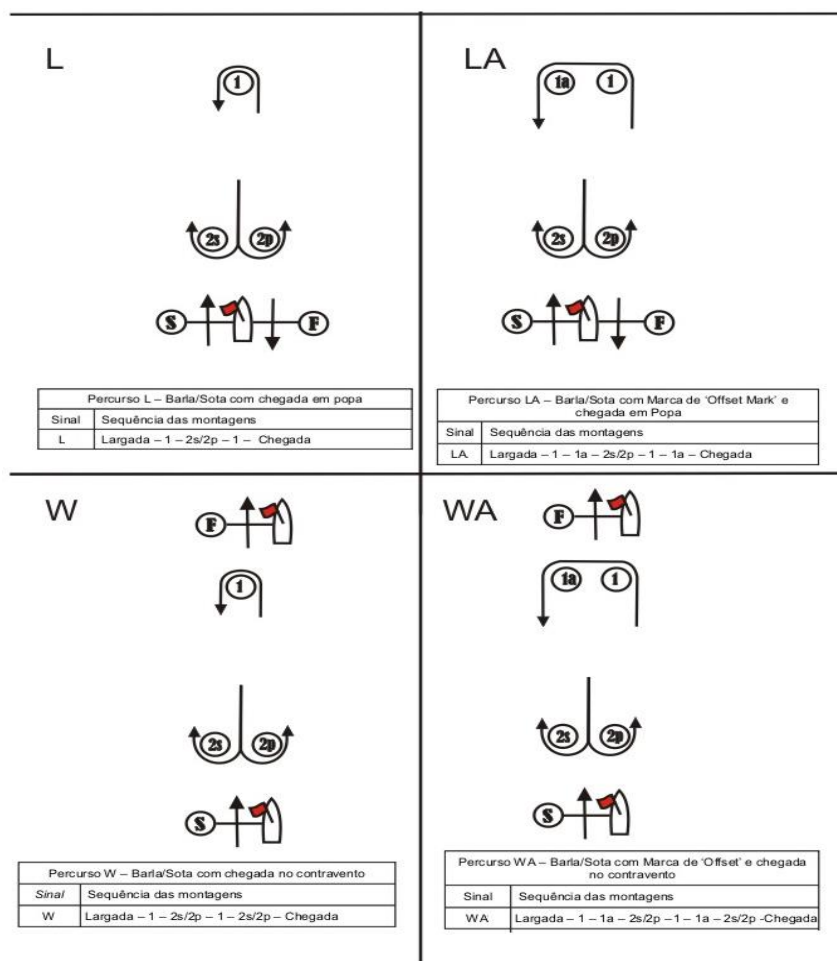 L
1
2s 2p
S F
Percurso L – Barla/Sota com chegada em popa
Sinal Sequência das montagens
L Largada – 1 – 2s/2p – 1 – Chegada
LA
1a 1
2s 2p
S F
Percurso LA – Barla/Sota com Marca de 'Offset Mark' e
chegada em Popa
Sinal Sequência das montagens
LA Largada – 1 – 1a – 2s/2p – 1 – 1a – Chegada
W
F
1
2s 2p
S
Percurso W – Barla/Sota com chegada no contravento
Sinal Sequência das montagens
W Largada – 1 – 2s/2p – 1 – 2s/2p – Chegada
WA
F
1a 1
2s 2p
S
Percurso WA – Barla/Sota com Marca de 'Offset' e chegada
no contravento
Sinal Sequência das montagens
WA Largada – 1 – 1a – 2s/2p –1 – 1a – 2s/2p -Chegada